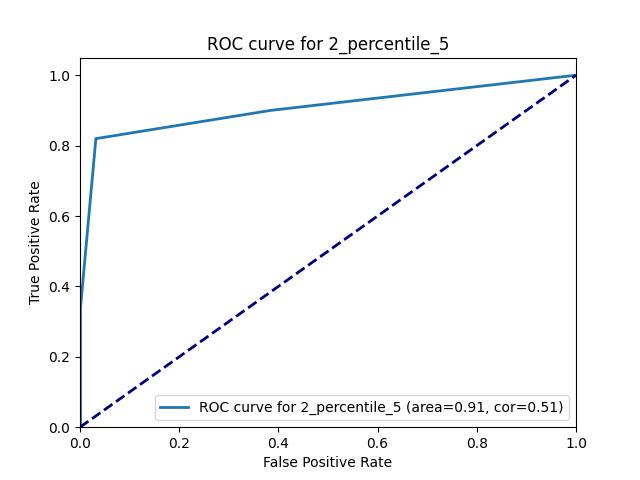 ROC curve for 2_percentile_5
1.0
0.8
0.6
0.4
0.2
0.0
True Positive Rate
ROC curve for 2_percentile_5 (area=0.91, cor=0.51)
0.0 0.2 0.4 0.6 0.8 1.0
False Positive Rate